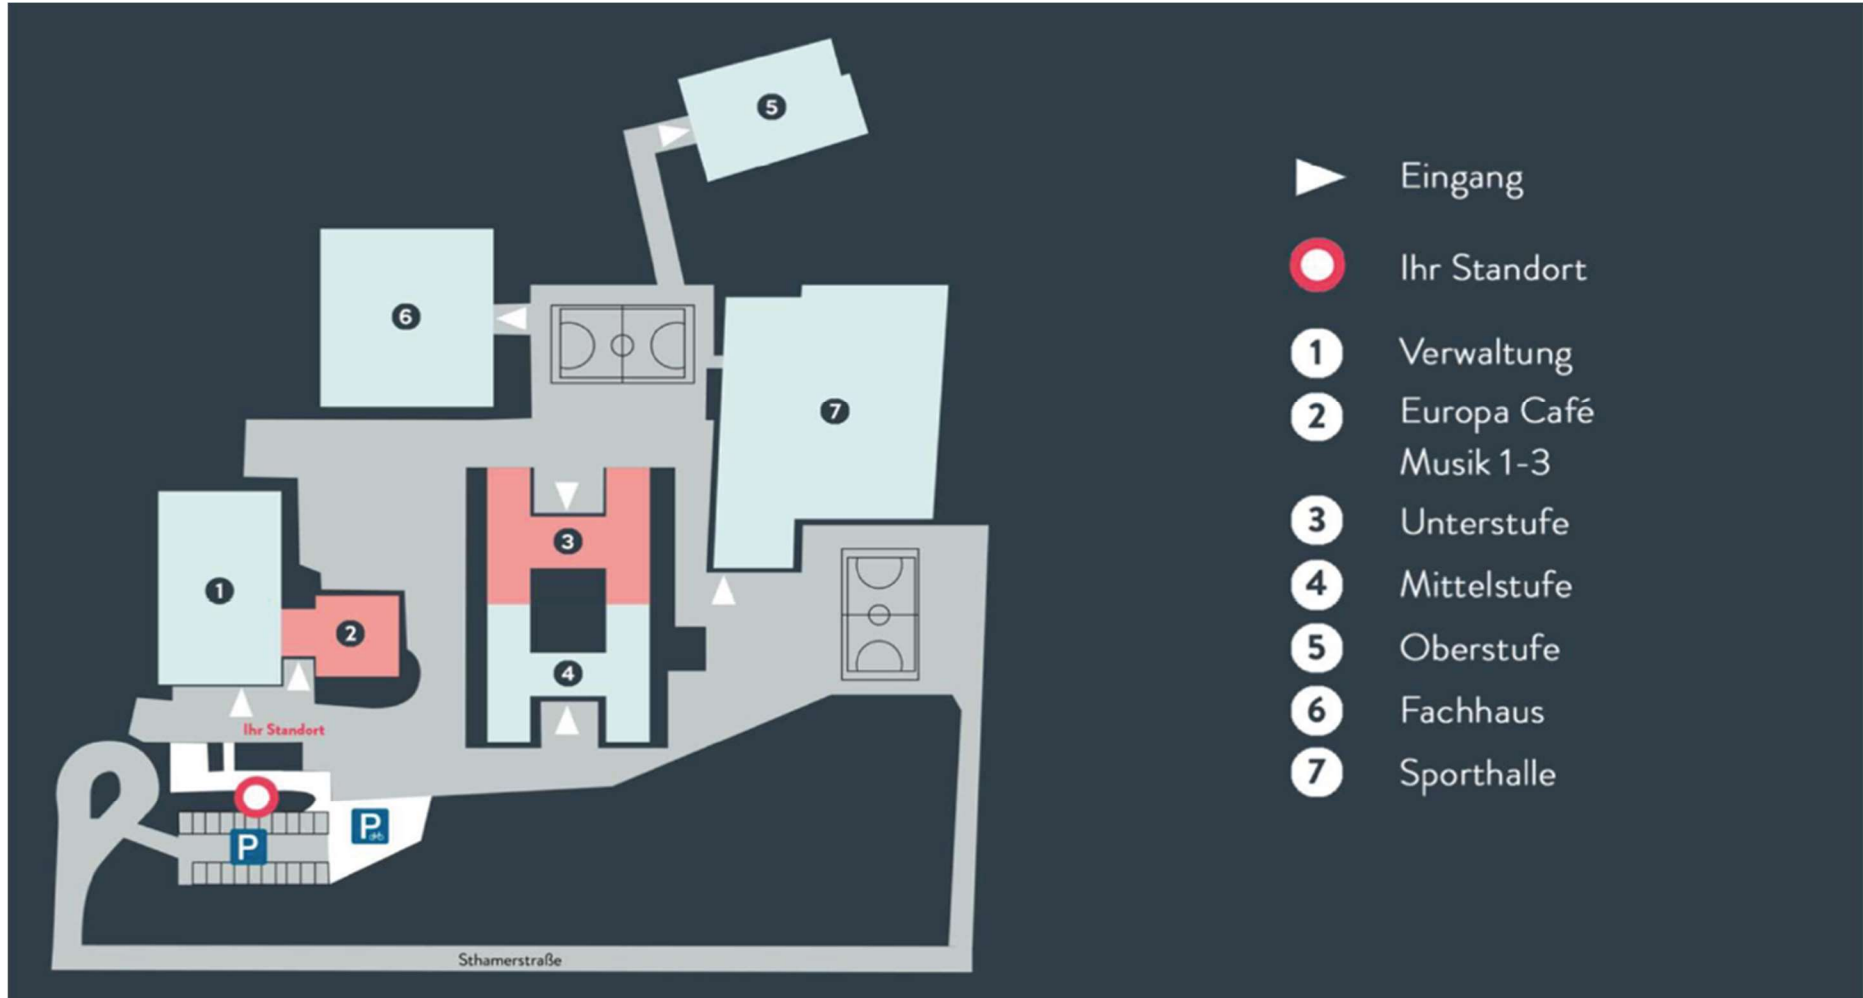 5
6
7
3
1
2
4
Ihr Standort
P
P
Sthamerstraße
Eingang
Ihr Standort
1 Verwaltung
2 Europa Café
Musik 1-3
3 Unterstufe
4 Mittelstufe
5 Oberstufe
6 Fachhaus
7 Sporthalle